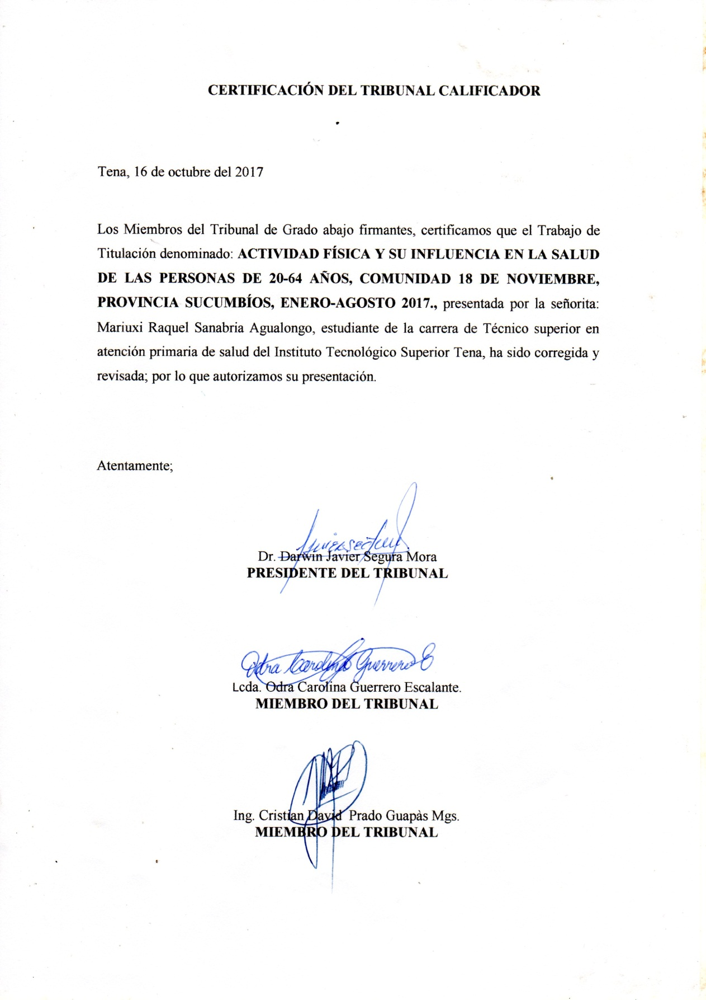 CERTIFICACIÓN DEL TRIBUNAL CALIFICADOR
Tena, 16 de octubre del 2017
Los Miembros del Tribunal de Grado abajo firmantes, certificamos que el Trabajo de
Titulación denominado: ACTIVIDAD FÍSICA Y SU INFLUENCIA EN LA SALUD
DE LAS PERSONAS DE 20-64 AÑOS, COMUNIDAD 18 DE NOVIEMBRE,
PROVINCIA SUCUMBÍOS, ENERO-AGOSTO 2017., presentada por la señorita:
Mariuxi Raquel Sanabria Agualongo, estudiante de la carrera de Técnico superior en
atención primaria de salud del Instituto Tecnológico Superior Tena, ha sido corregida y
revisada; por lo que autorizamos su presentación.
Atentamente;
Dr. Darwin Javier Segura Mora
PRESIDENTE DEL TRIBUNAL
Odra Carolina Guerrero E
Lcda. Odra Carolina Guerrero Escalante.
MIEMBRO DEL TRIBUNAL
Ing. Cristian David Prado Guapàs Mgs.
MIEMBRO DEL TRIBUNAL